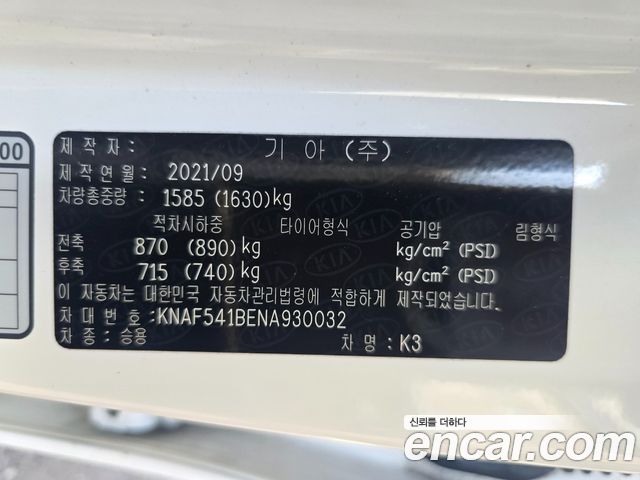 00
제 작 자 : 기 아 (주)
제 작 연 월 : 2021/09
차량총중량 : 1585 (1630)kg
적차시하중 타이어형식 공기압 림형식
전축 870 (890)kg kg/cm² (PSI)
후축 715 (740)kg kg/cm² (PSI)
이 자동차는 대한민국 자동차관리법령에 적합하게 제작되었습니다.
차 대 번 호 : KNAF541BENA930032
차 종 : 승용 차 명 : K3
신뢰를 더하다
encar.com